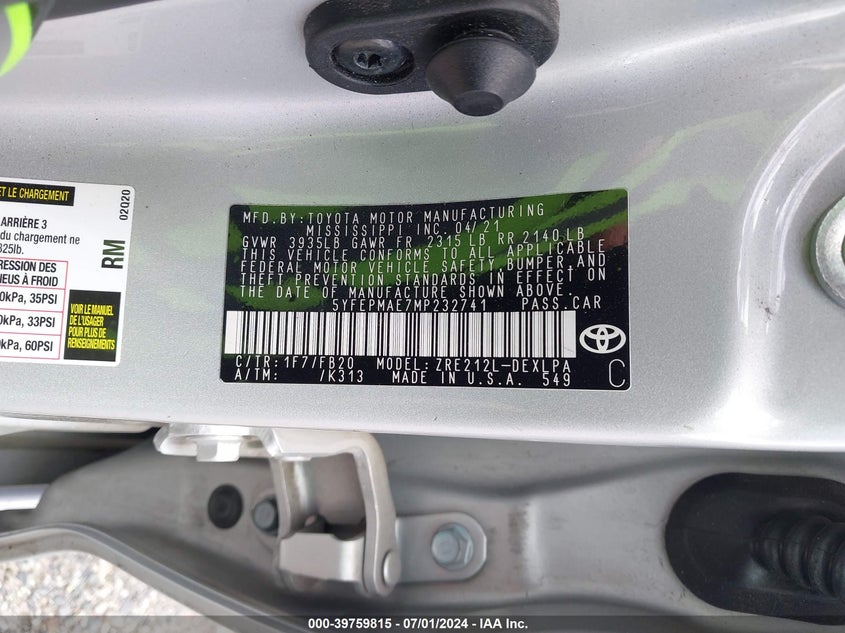 ET LE CHARGEMENT
02Q20
ARRIÈRE 3
du chargement ne
825lb.
RM
RESSION DES
NEUS À FROID
0kPa, 35PSI
0kPa, 33PSI
0kPa, 60PSI
VOIR LE MANUEL
DE L'USAGER
POUR PLUS DE
RENSEIGNEMENTS
MFD. BY: TOYOTA MOTOR MANUFACTURING
MISSISSIPPI INC. 04/21
GVWR 3935LB GAWR FR 2315 LB RR 2140 LB
THIS VEHICLE CONFORMS TO ALL APPLICABLE
FEDERAL MOTOR VEHICLE SAFETY, BUMPER AND
THEFT PREVENTION STANDARDS IN EFFECT ON
THE DATE OF MANUFACTURE SHOWN ABOVE.
5YFEPMAE7MP232741 PASS. CAR
C/TR: 1F7/FB20 MODEL: ZRE212L-DEXLPA
A/TM: /K313 MADE IN U.S.A. 549
C
000-39759815 - 07/01/2024 - IAA Inc.